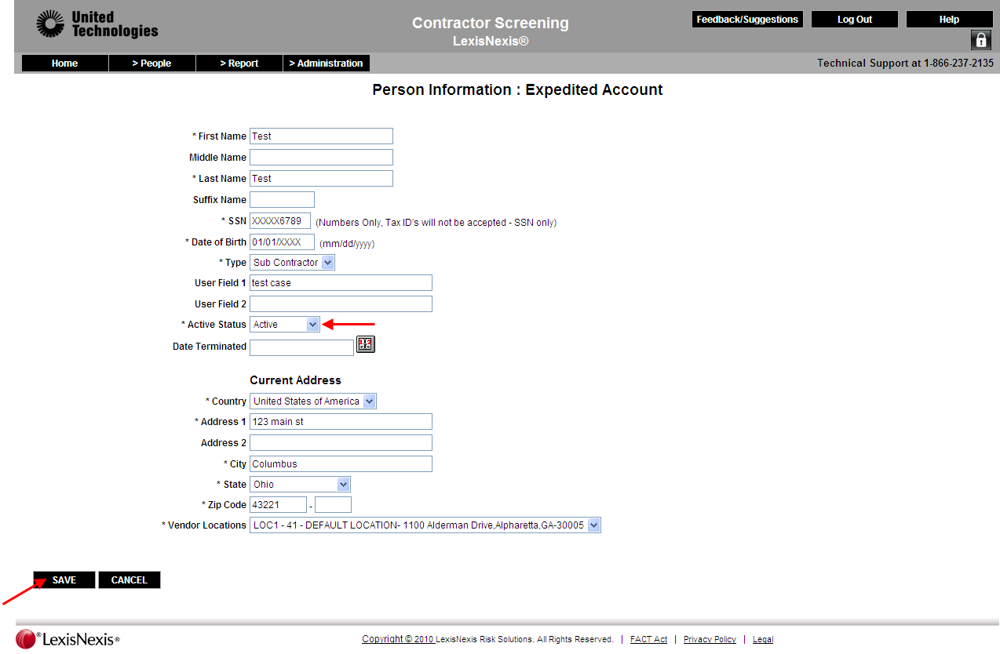 United
Technologies
Contractor Screening
LexisNexis®
Feedback/Suggestions
Log Out
Help
Home
> People
> Report
> Administration
Technical Support at 1-866-237-2135
Person Information : Expedited Account
* First Name Test
Middle Name
* Last Name Test
Suffix Name
* SSN XXXXX6789 (Numbers Only, Tax ID's will not be accepted - SSN only)
* Date of Birth 01/01/XXXX (mm/dd/yyyy)
* Type Sub Contractor
User Field 1 test case
User Field 2
* Active Status Active
Date Terminated
Current Address
* Country United States of America
* Address 1 123 main st
Address 2
* City Columbus
* State Ohio
* Zip Code 43221 -
* Vendor Locations LOC1 - 41 - DEFAULT LOCATION- 1100 Alderman Drive,Alpharetta,GA-30005
SAVE
CANCEL
® LexisNexis®
Copyright © 2010 LexisNexis Risk Solutions. All Rights Reserved. | FACT Act | Privacy Policy | Legal